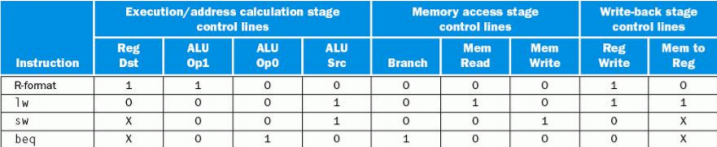 Execution/address calculation stage control lines Memory access stage control lines Write-back stage control lines
Instruction Reg Dst ALU Op1 ALU Op0 ALU Src Branch Mem Read Mem Write Reg Write Mem to Reg
R-format 1 1 0 0 0 0 0 1 0
lw 0 0 0 1 0 1 0 1 1
sw X 0 0 1 0 0 1 0 X
beq X 0 1 0 1 0 0 0 X